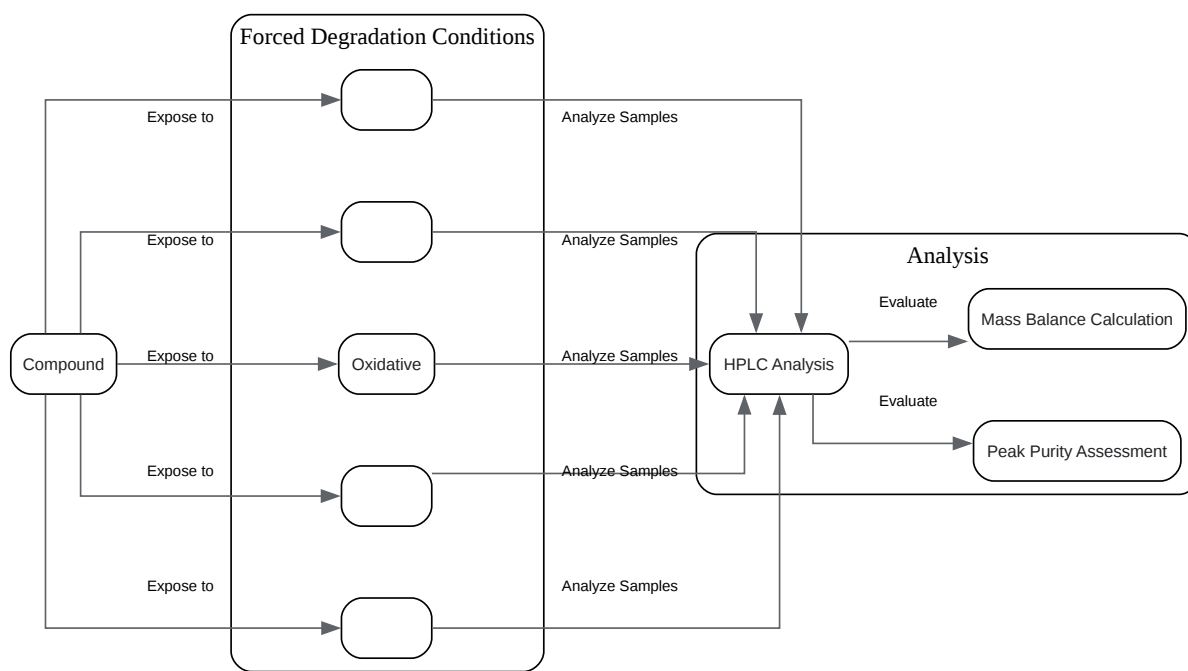 Forced Degradation Conditions
Expose to
Analyze Samples
Expose to
Analyze Samples
Analysis
Evaluate
Mass Balance Calculation
Compound
Expose to
Oxidative
Analyze Samples
HPLC Analysis
Evaluate
Peak Purity Assessment
Expose to
Analyze Samples
Expose to
Analyze Samples